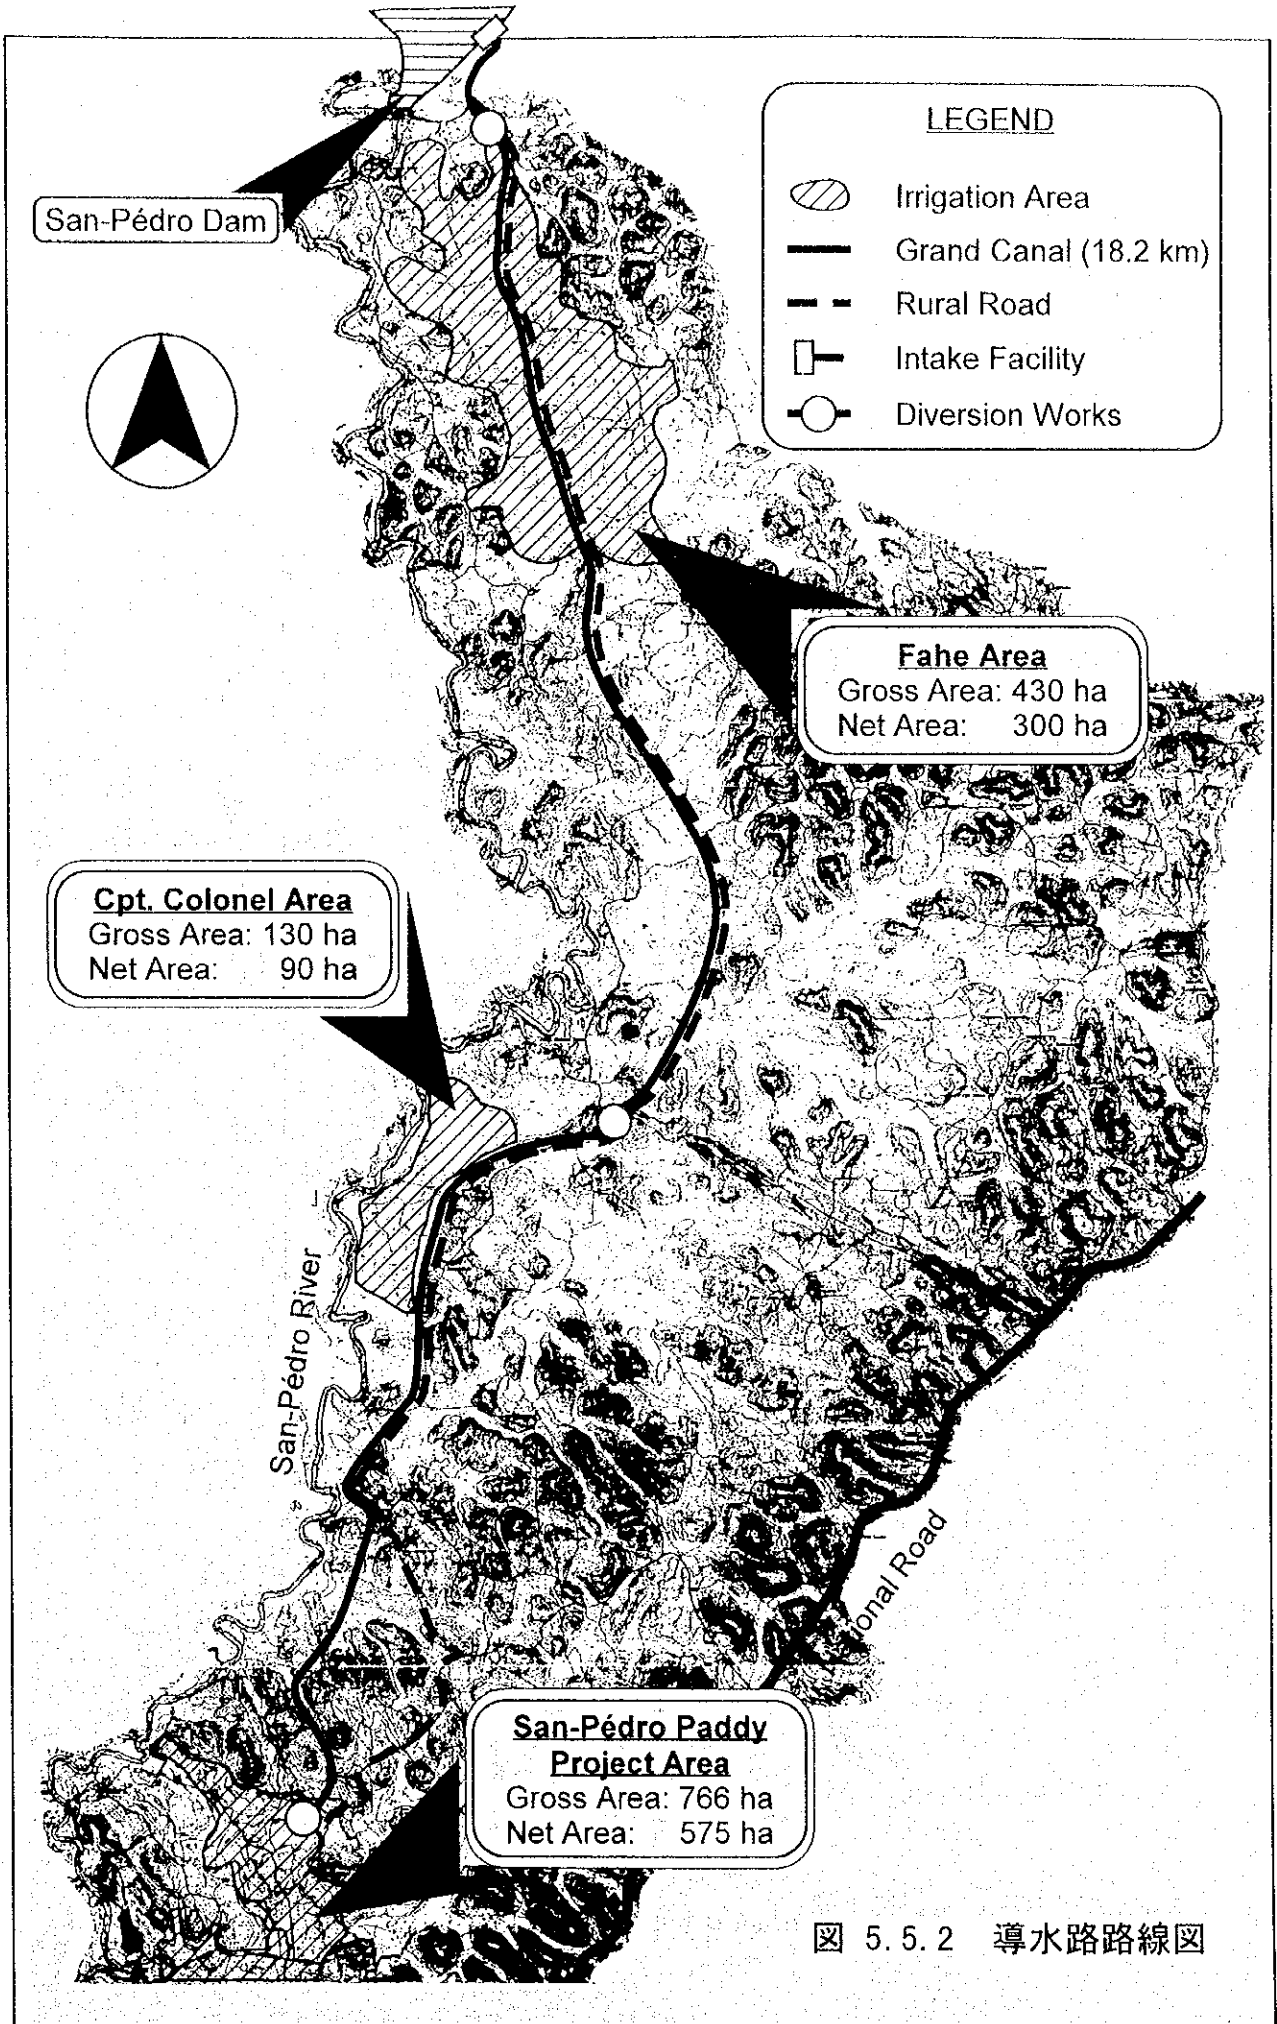 LEGEND
Irrigation Area
Grand Canal (18.2 km)
Rural Road
Intake Facility
Diversion Works
San-Pédro Dam
Fahe Area
Gross Area: 430 ha
Net Area: 300 ha
Cpt. Colonel Area
Gross Area: 130 ha
Net Area: 90 ha
San-Pédro River
ional Road
San-Pédro Paddy
Project Area
Gross Area: 766 ha
Net Area: 575 ha
図 5.5.2 導水路路線図